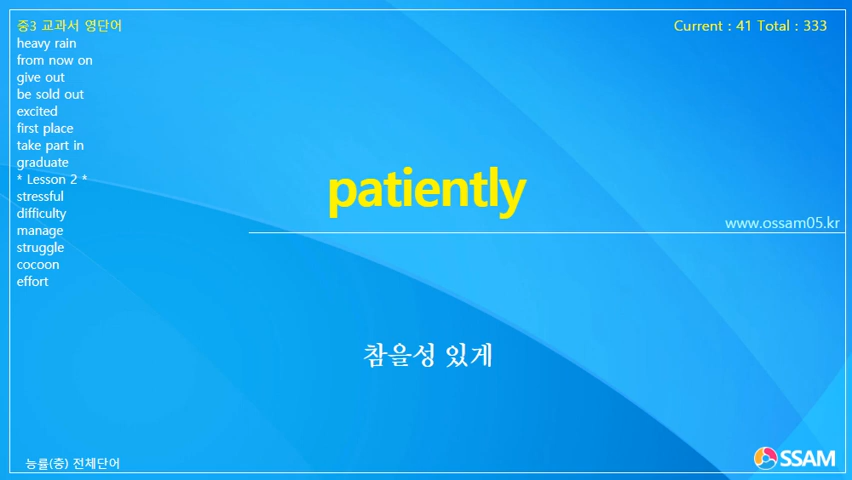 중3 교과서 영단어
Current : 41 Total : 333
heavy rain
from now on
give out
be sold out
excited
first place
take part in
graduate
* Lesson 2 *
stressful
difficulty
manage
struggle
cocoon
effort
patiently
www.ossam05.kr
참을성 있게
능률(중) 전체단어
OSSAM